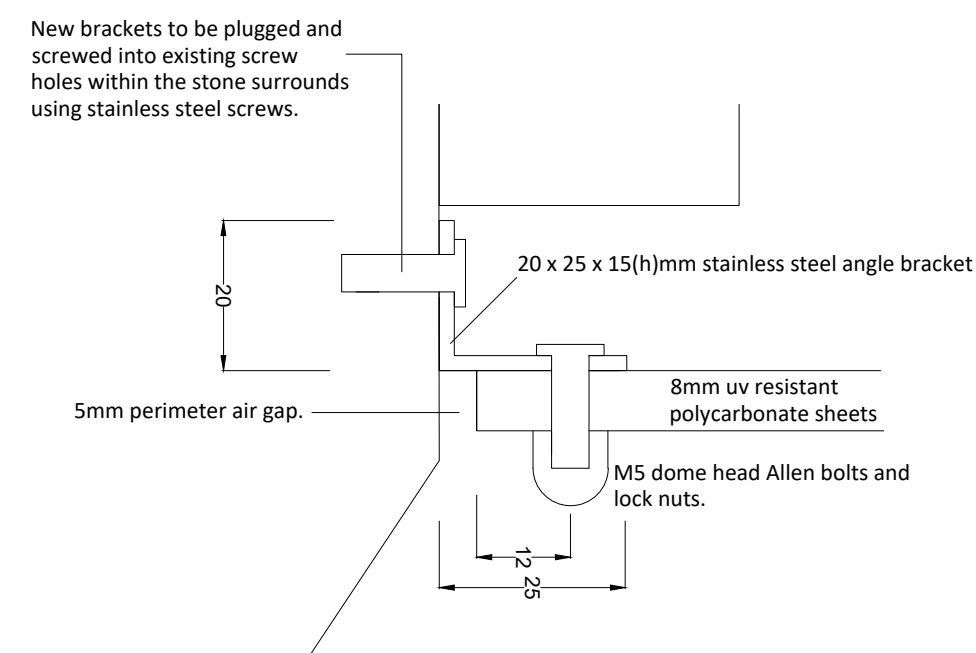 New brackets to be plugged and
screwed into existing screw
holes within the stone surrounds
using stainless steel screws.
20 x 25 x 15(h)mm stainless steel angle bracket
20
8mm uv resistant
polycarbonate sheets
5mm perimeter air gap.
M5 dome head Allen bolts and
lock nuts.
12
25